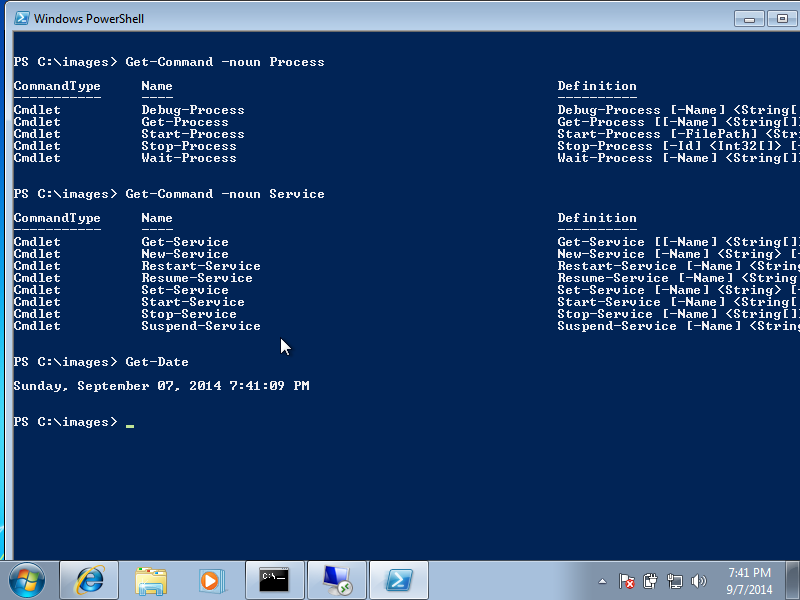 Windows PowerShell
PS C:\images> Get-Command -noun Process
CommandType Name Definition
----------- ---- ----------
Cmdlet Debug-Process Debug-Process [-Name] <String[
Cmdlet Get-Process Get-Process [[-Name] <String[]
Cmdlet Start-Process Start-Process [-FilePath] <Str
Cmdlet Stop-Process Stop-Process [-Id] <Int32[]> [-
Cmdlet Wait-Process Wait-Process [-Name] <String[]
PS C:\images> Get-Command -noun Service
CommandType Name Definition
----------- ---- ----------
Cmdlet Get-Service Get-Service [[-Name] <String[]
Cmdlet New-Service New-Service [-Name] <String> [-
Cmdlet Restart-Service Restart-Service [-Name] <String
Cmdlet Resume-Service Resume-Service [-Name] <String
Cmdlet Set-Service Set-Service [-Name] <String> [-
Cmdlet Start-Service Start-Service [-Name] <String[
Cmdlet Stop-Service Stop-Service [-Name] <String[]
Cmdlet Suspend-Service Suspend-Service [-Name] <String
PS C:\images> Get-Date
Sunday, September 07, 2014 7:41:09 PM
PS C:\images> _
C:\_
7:41 PM
9/7/2014